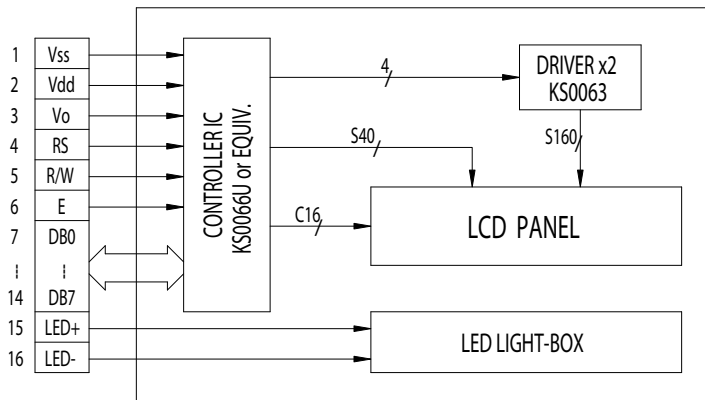 1 Vss
2 Vdd
3 Vo
4 RS
5 R/W
6 E
7 DB0
14 DB7
15 LED+
16 LED-
CONTROLLER IC
KS0066U or EQUIV.
4
DRIVER x2
KS0063
S40
S160
C16
LCD PANEL
LED LIGHT-BOX